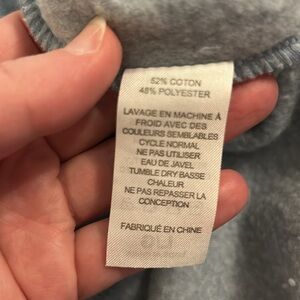 52% COTON
48% POLYESTER
LAVAGE EN MACHINE À
FROID AVEC DES
COULEURS SEMBLABLES
CYCLE NORMAL
NE PAS UTILISER
EAU DE JAVEL
TUMBLE DRY BASSE
CHALEUR
NE PAS REPASSER LA
CONCEPTION
FABRIQUÉ EN CHINE